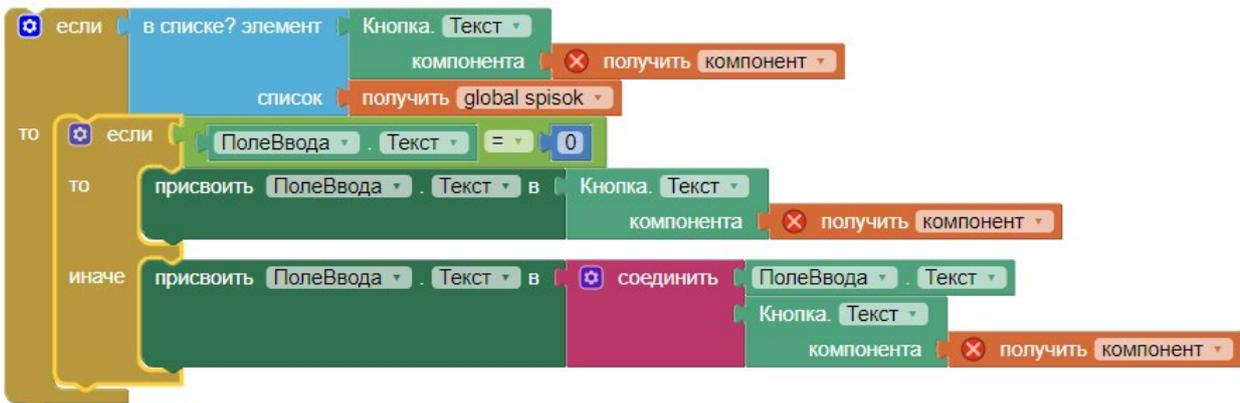 если в списке? элемент Кнопка. Текст
компонента получить компонент
список получить global spisok
то если ПолеВвода . Текст = 0
то присвоить ПолеВвода . Текст в Кнопка. Текст
компонента получить компонент
иначе присвоить ПолеВвода . Текст в соединить ПолеВвода . Текст
Кнопка. Текст
компонента получить компонент